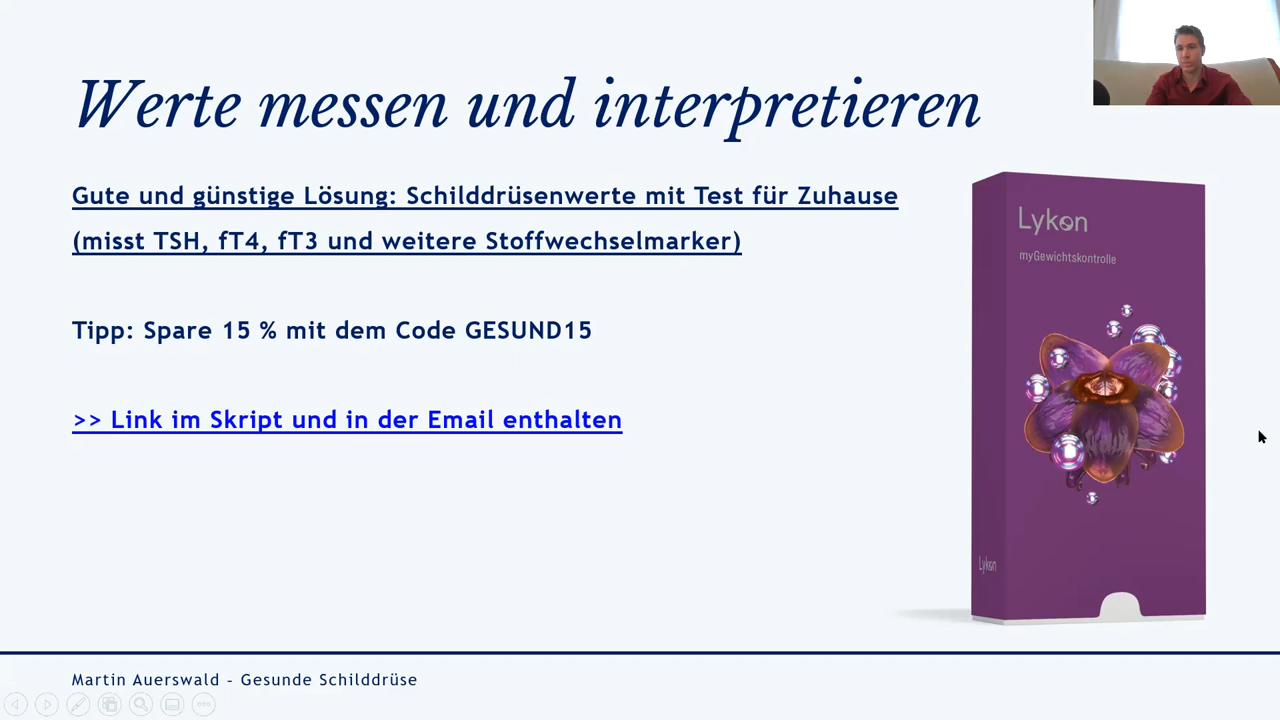 Werte messen und interpretieren
Gute und günstige Lösung: Schilddrüsenwerte mit Test für Zuhause
(misst TSH, fT4, fT3 und weitere Stoffwechselmarker)
Tipp: Spare 15 % mit dem Code GESUND15
>> Link im Skript und in der Email enthalten
Lykon
myGewichtskontrolle
Lykon
Martin Auerswald – Gesunde Schilddrüse